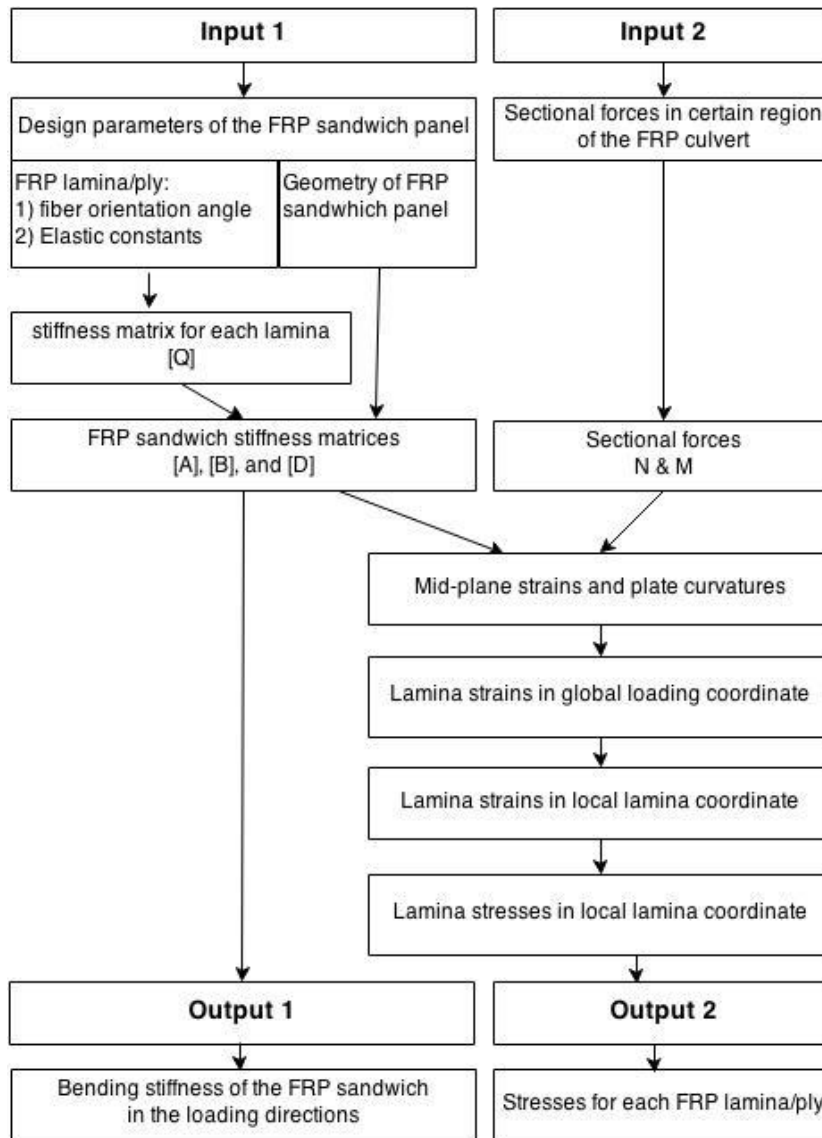 Input 1
Input 2
Design parameters of the FRP sandwich panel
Sectional forces in certain region
of the FRP culvert
FRP lamina/ply:
1) fiber orientation angle
2) Elastic constants
Geometry of FRP
sandwhich panel
stiffness matrix for each lamina
[Q]
FRP sandwich stiffness matrices
[A], [B], and [D]
Sectional forces
N & M
Mid-plane strains and plate curvatures
Lamina strains in global loading coordinate
Lamina strains in local lamina coordinate
Lamina stresses in local lamina coordinate
Output 1
Output 2
Bending stiffness of the FRP sandwich
in the loading directions
Stresses for each FRP lamina/ply